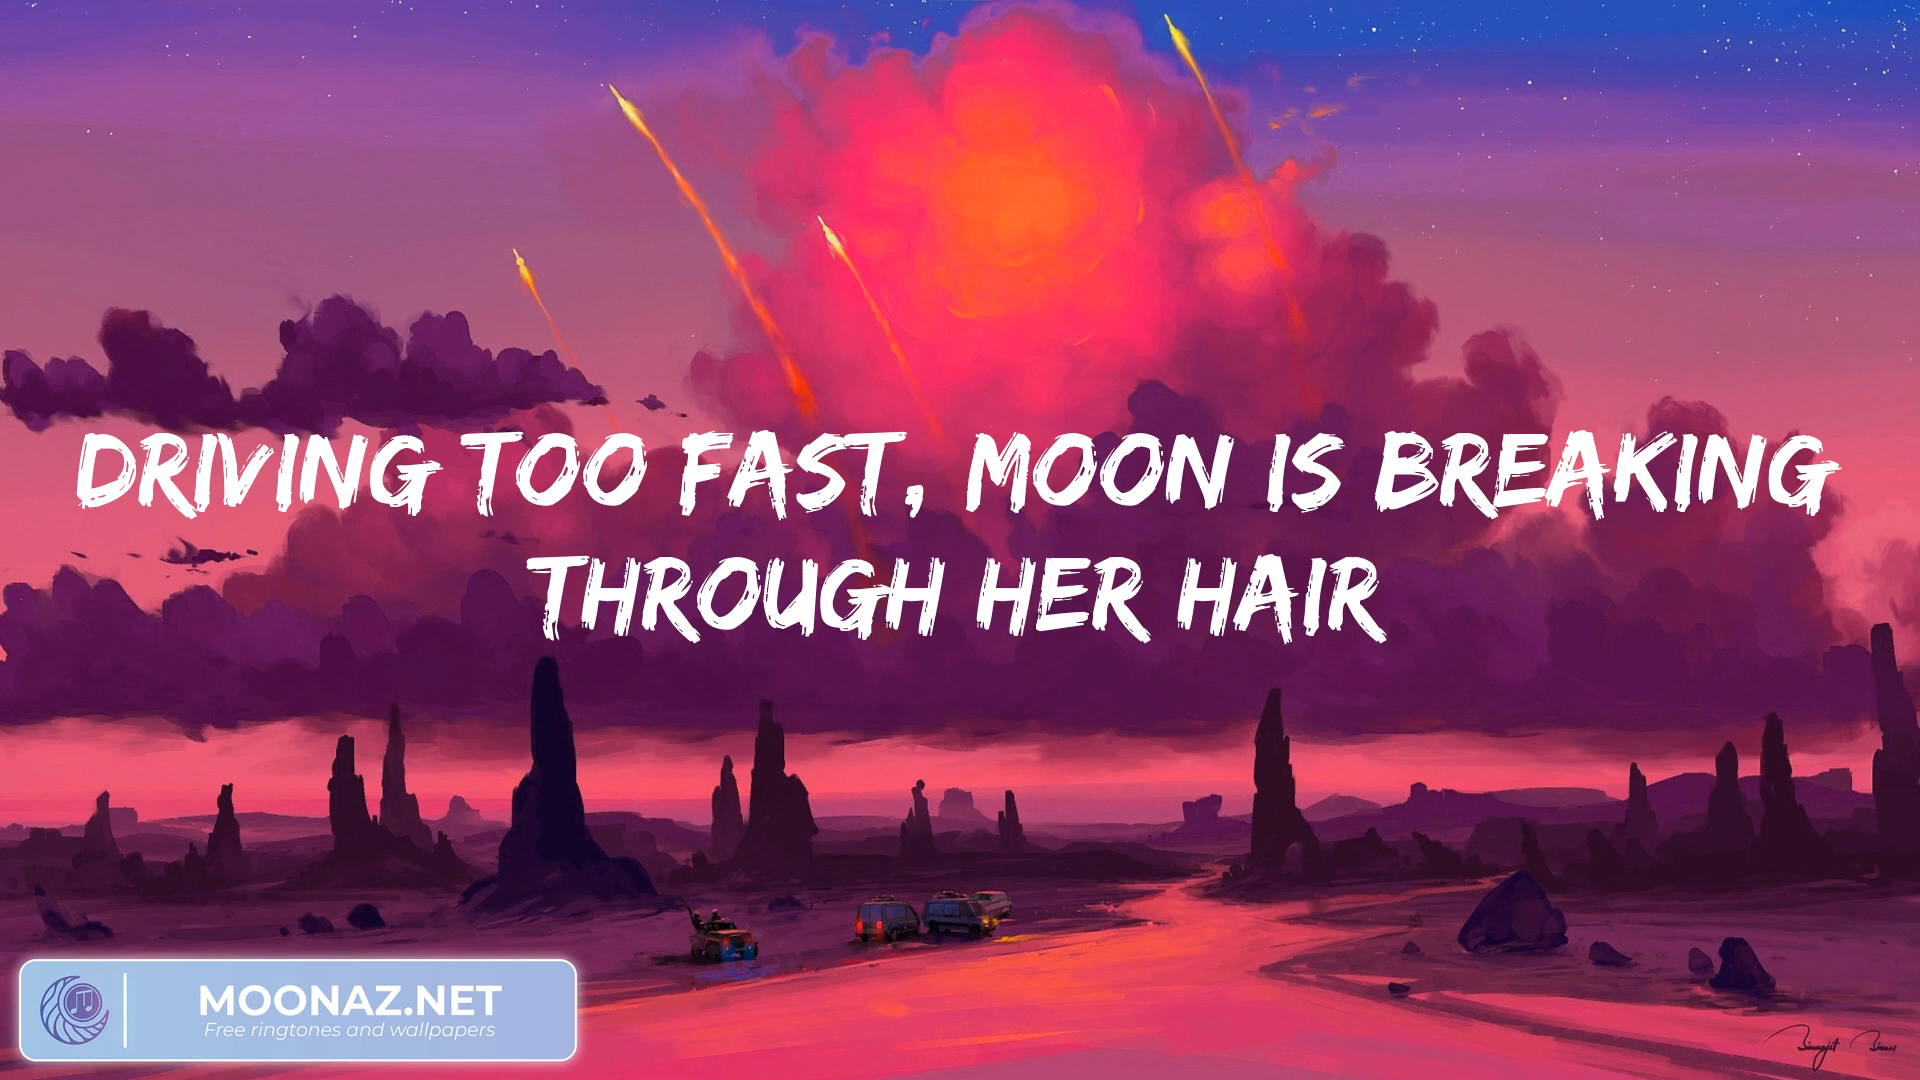 DRIVING TOO FAST, MOON IS BREAKING
THROUGH HER HAIR
MOONAZ.NET
Free ringtones and wallpapers